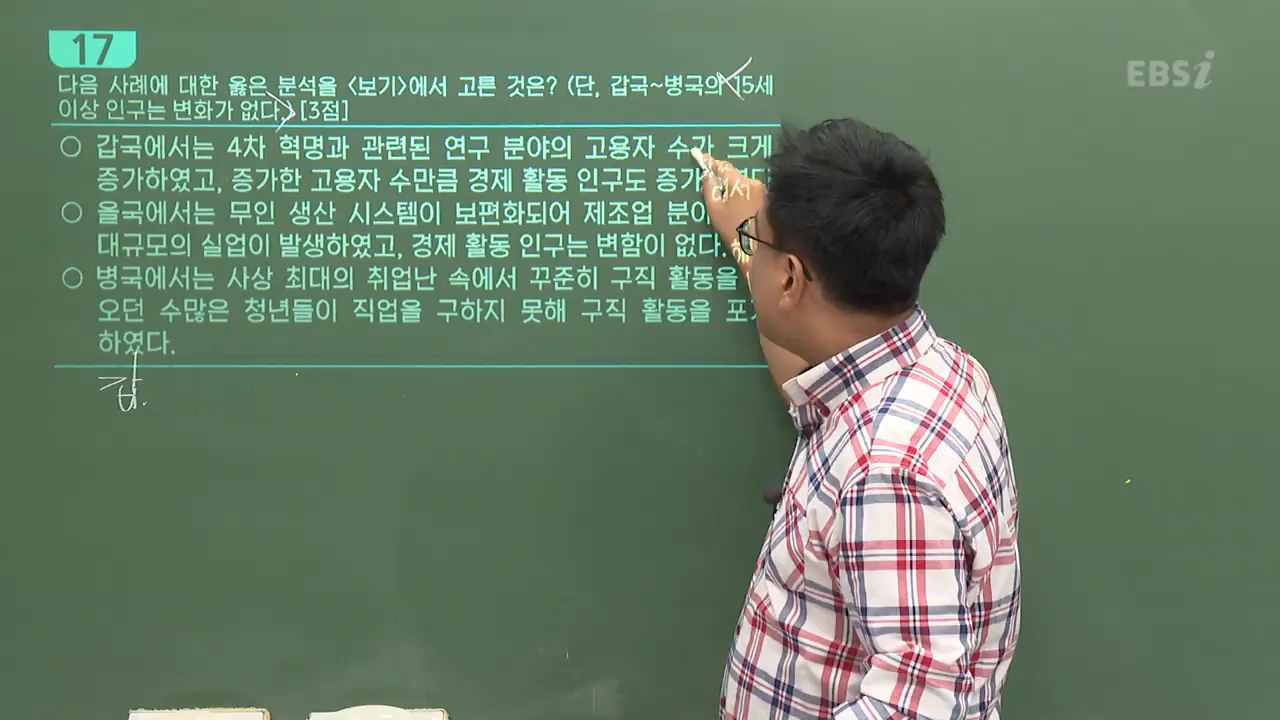 EBSi
17
다음 사례에 대한 옳은 분석을 <보기>에서 고른 것은? (단, 갑국~병국의 15세
이상 인구는 변화가 없다.) [3점]
○ 갑국에서는 4차 혁명과 관련된 연구 분야의 고용자 수가 크게
증가하였고, 증가한 고용자 수만큼 경제 활동 인구도 증가
○ 을국에서는 무인 생산 시스템이 보편화되어 제조업
대규모의 실업이 발생하였고, 경제 활동 인구는 변함이 없다.
○ 병국에서는 사상 최대의 취업난 속에서 꾸준히 구직 활동을
오던 수많은 청년들이 직업을 구하지 못해 구직 활동을
하였다.
갑.